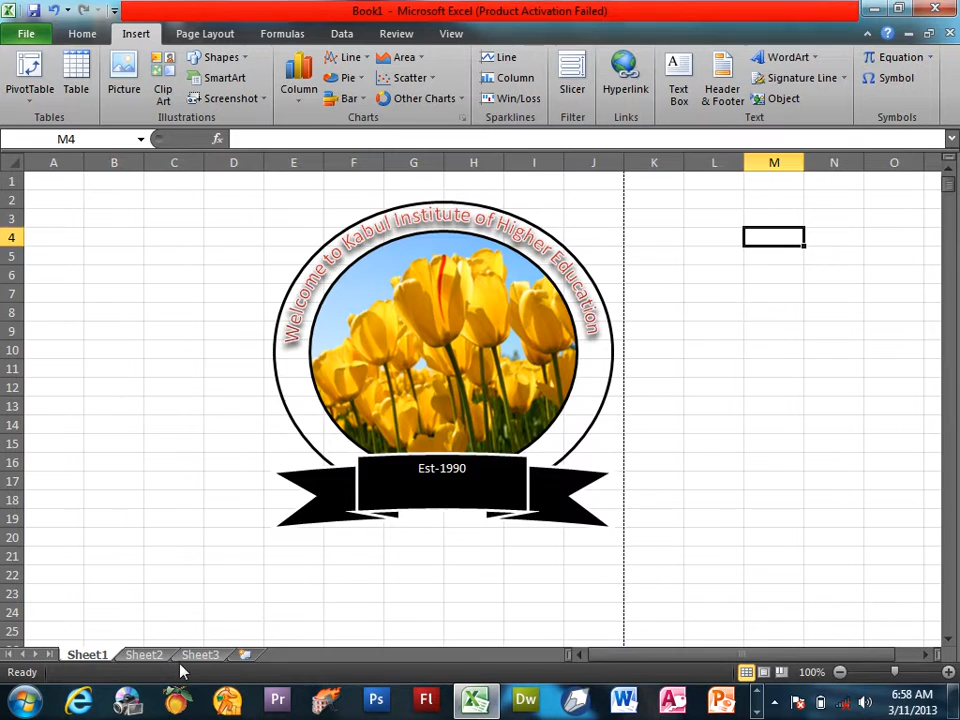 Book1 - Microsoft Excel (Product Activation Failed)
File Home Insert Page Layout Formulas Data Review View
PivotTable
Table
Tables
Picture
Clip Art
Shapes
SmartArt
Screenshot
Illustrations
Column
Line
Pie
Bar
Area
Scatter
Other Charts
Charts
Line
Column
Win/Loss
Sparklines
Slicer
Filter
Hyperlink
Links
Text Box
Header & Footer
WordArt
Signature Line
Object
Text
Equation
Symbol
Symbols
M4
fx
A B C D E F G H I J K L M N O
1
2
3
4
5
6
7
8
9
10
11
12
13
14
15
16
17
18
19
20
21
22
23
24
25
Welcome to Kabul Institute of Higher Education
Est-1990
Sheet1 Sheet2 Sheet3
Ready
100%
Pr Ps Fl Dw
6:58 AM
3/11/2013